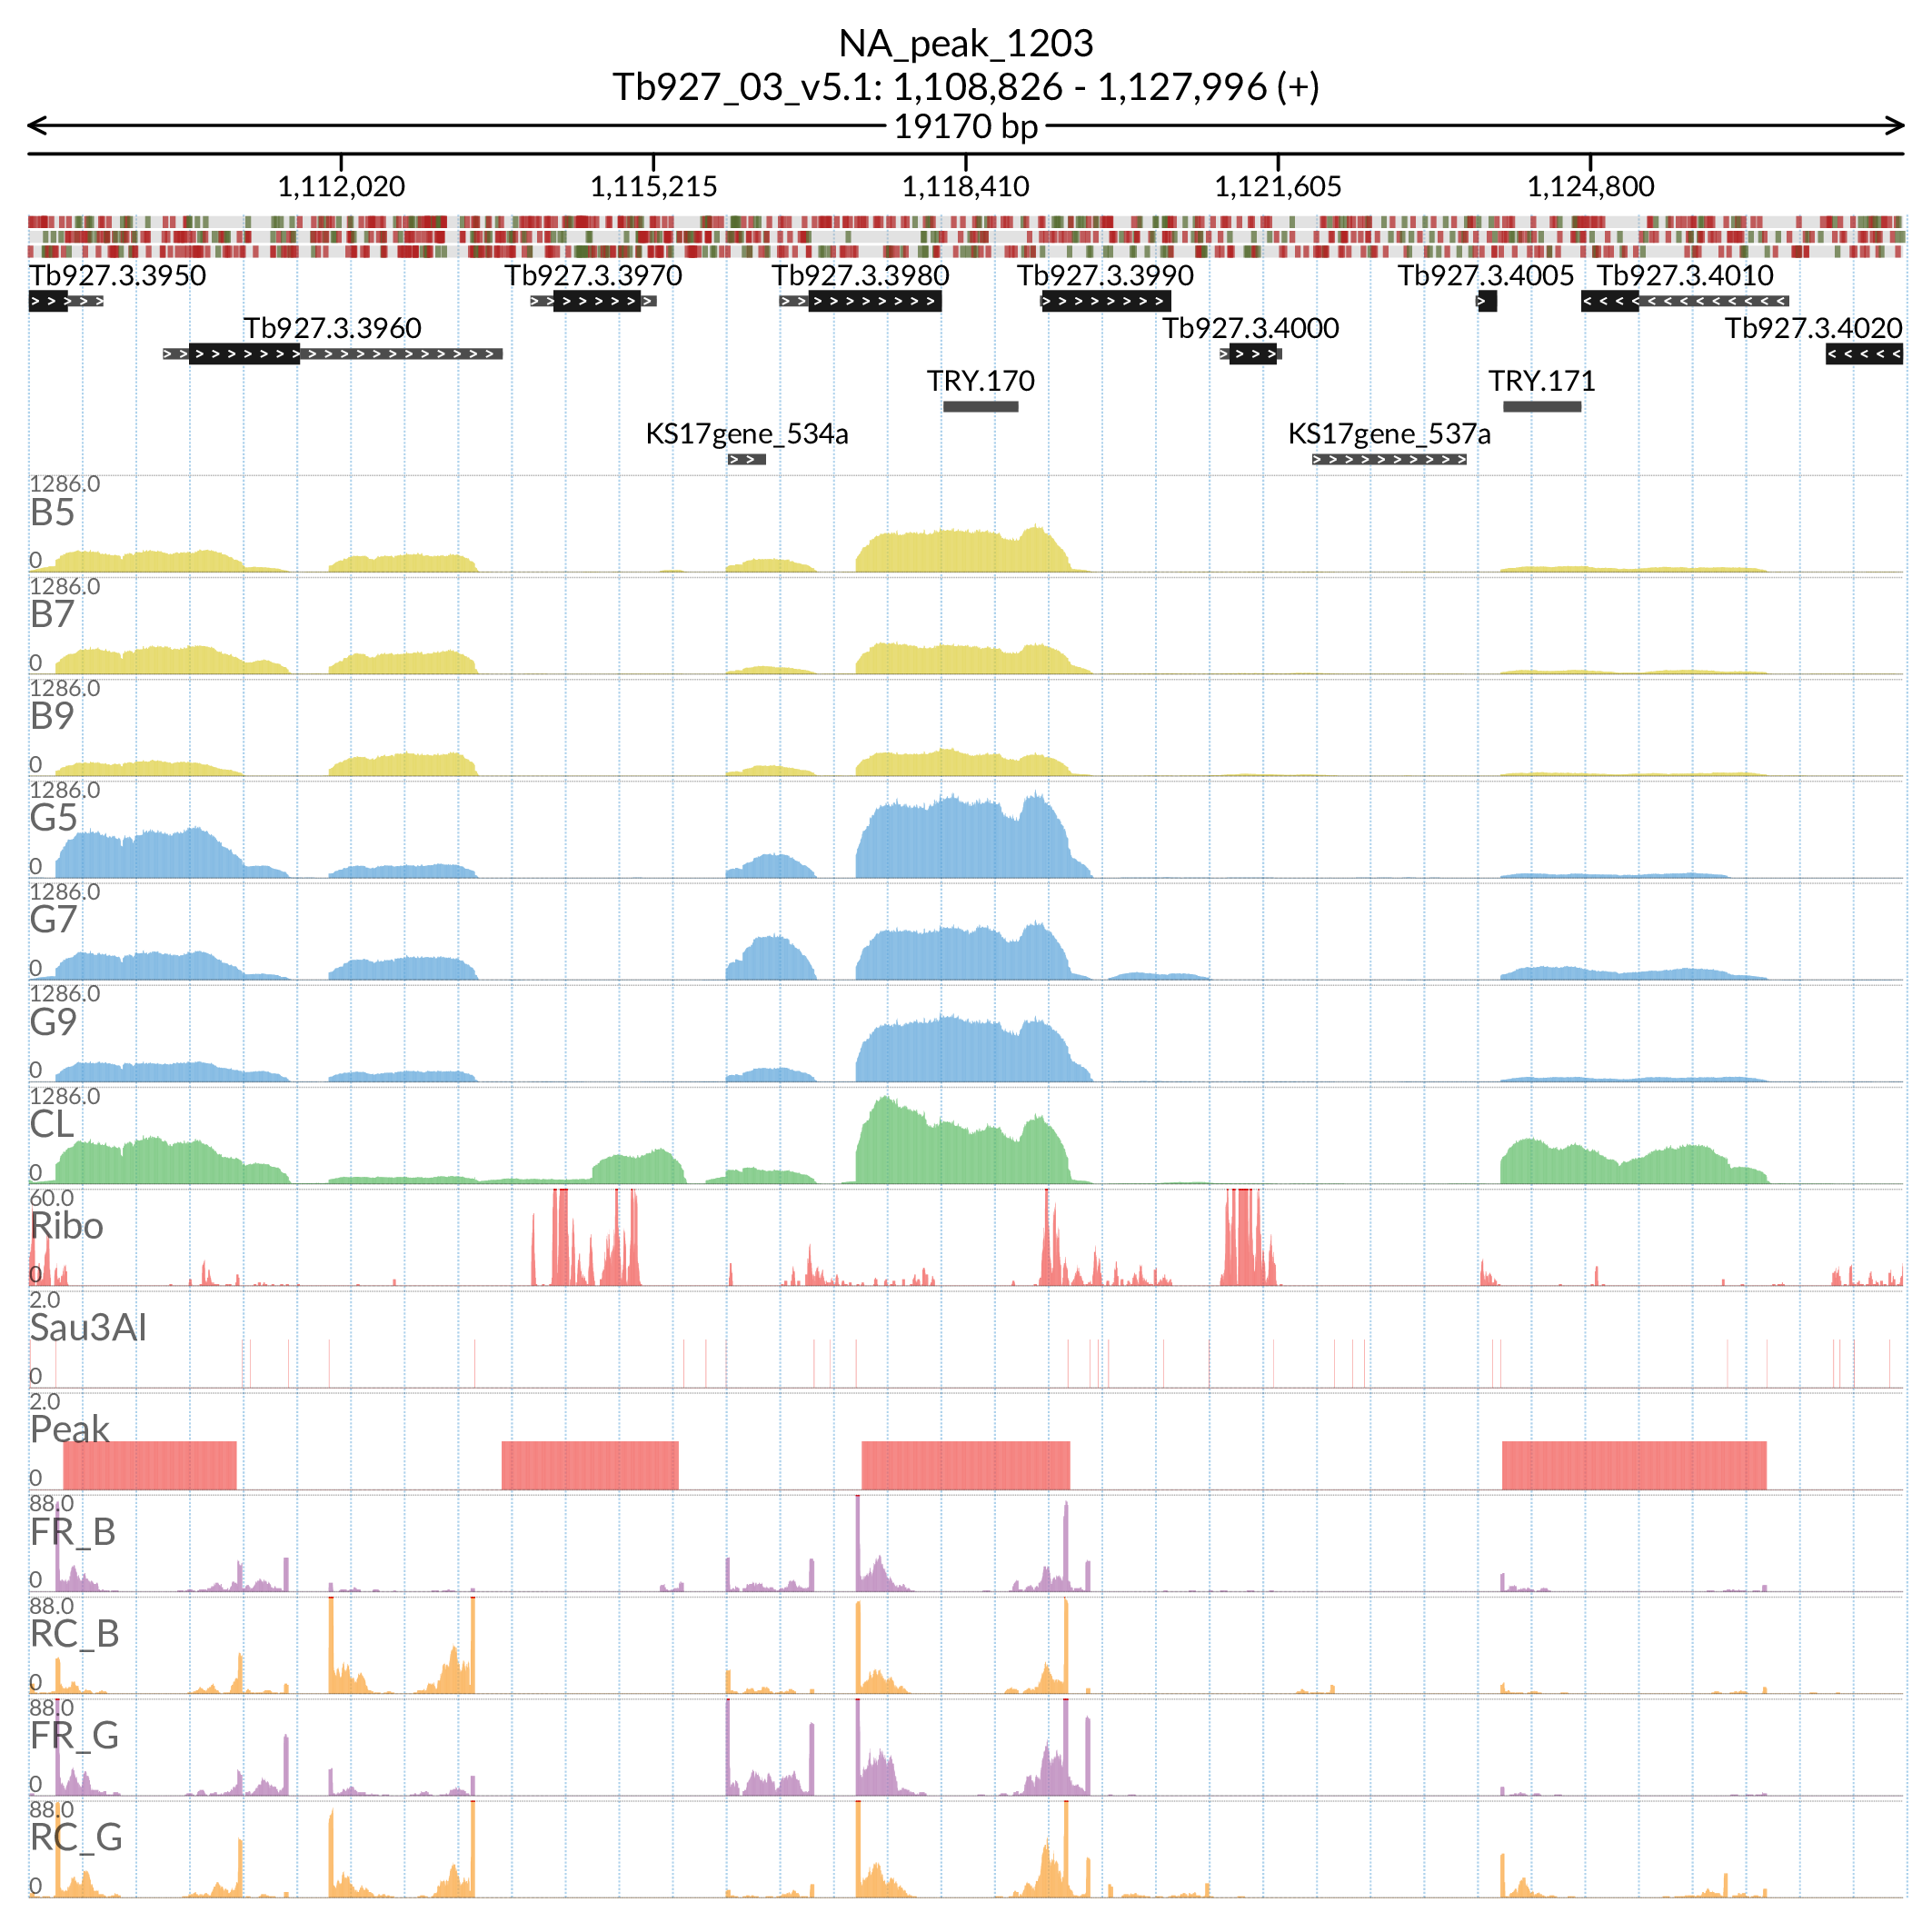 NA_peak_1203
Tb927_03_v5.1: 1,108,826 - 1,127,996 (+)
19170 bp
1,112,020 1,115,215 1,118,410 1,121,605 1,124,800
Tb927.3.3950 Tb927.3.3970 Tb927.3.3980 Tb927.3.3990 Tb927.3.4005 Tb927.3.4010
Tb927.3.3960 Tb927.3.4000 Tb927.3.4020
TRY.170 TRY.171
KS17gene_534a KS17gene_537a
1286.0
B5
0
1286.0
B7
0
1286.0
B9
0
1286.0
G5
0
1286.0
G7
0
1286.0
G9
0
1286.0
CL
0
60.0
Ribo
0
2.0
Sau3AI
0
2.0
Peak
0
88.0
FR_B
0
88.0
RC_B
0
88.0
FR_G
0
88.0
RC_G
0